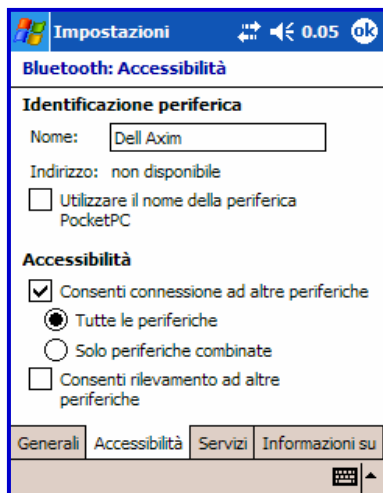 Impostazioni 0.05 ok
Bluetooth: Accessibilità
Identificazione periferica
Nome: Dell Axim
Indirizzo: non disponibile
Utilizzare il nome della periferica
PocketPC
Accessibilità
Consenti connessione ad altre periferiche
Tutte le periferiche
Solo periferiche combinate
Consenti rilevamento ad altre
periferiche
Generali Accessibilità Servizi Informazioni su